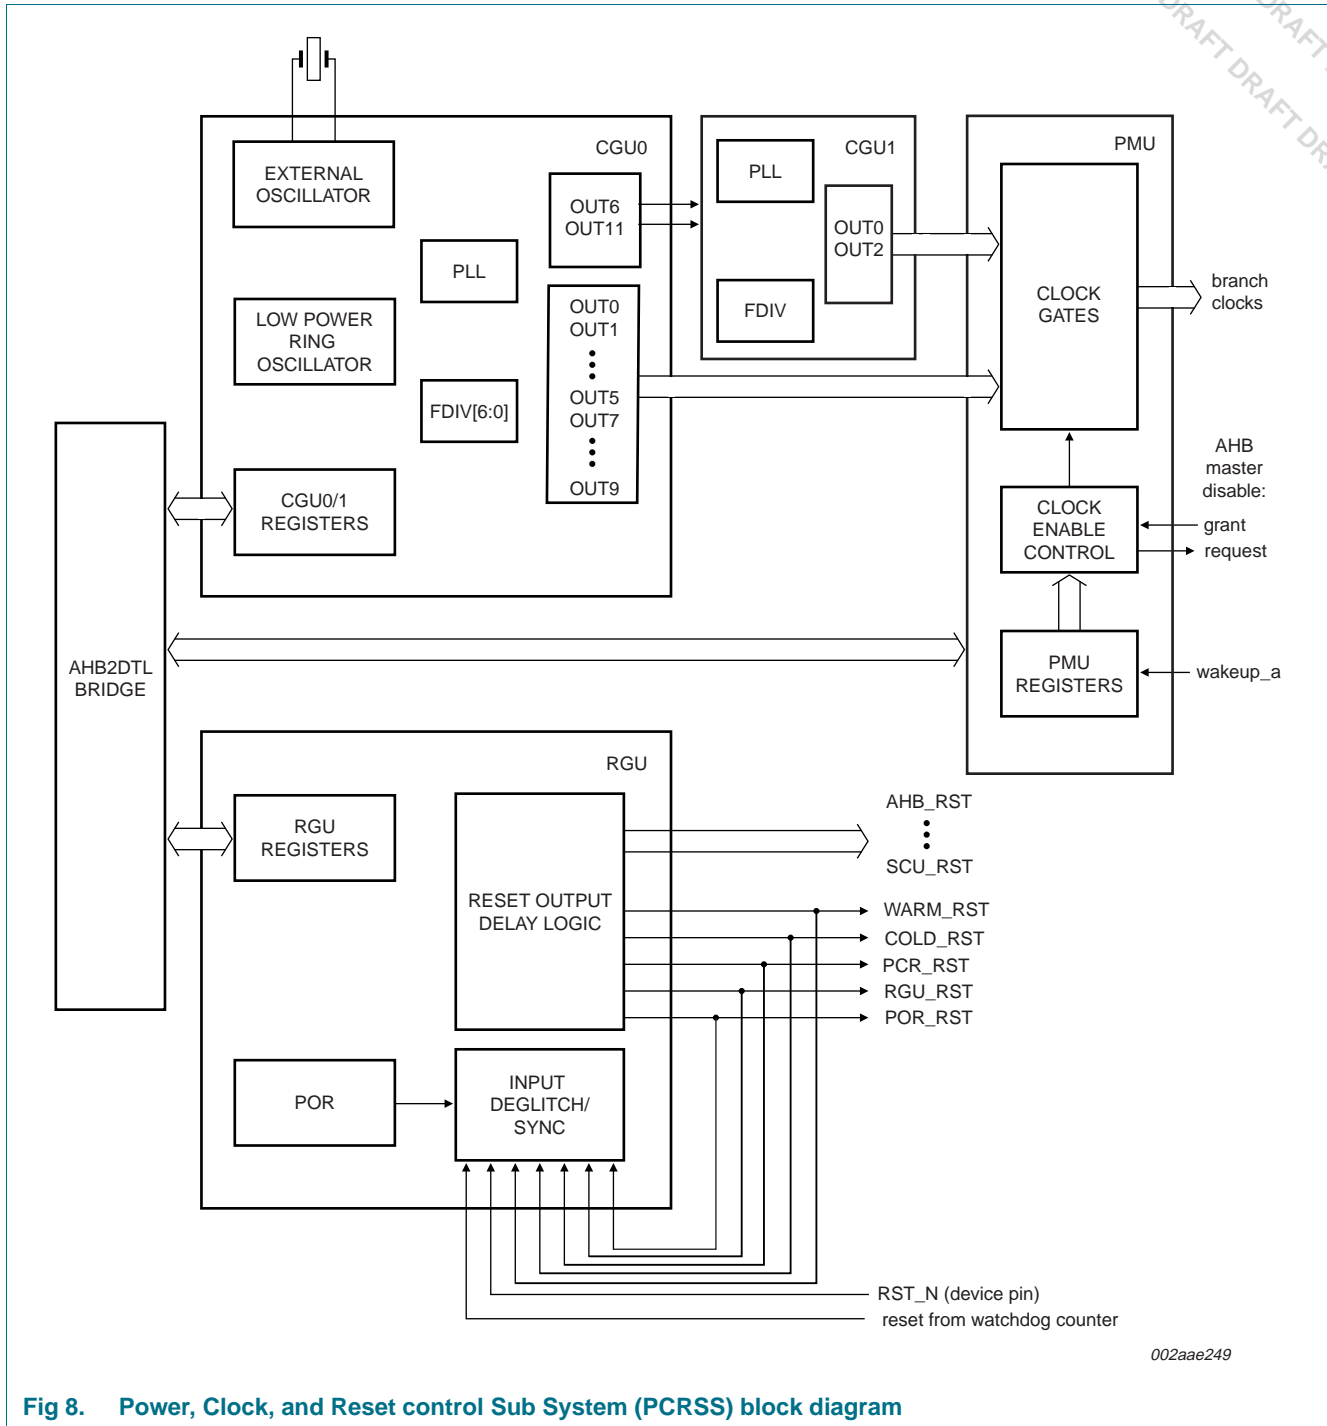 DRAFT DRAFT DRAFT
DRAFT DRAFT
EXTERNAL
OSCILLATOR
LOW POWER
RING
OSCILLATOR
CGU0/1
REGISTERS
PLL
FDIV[6:0]
CGU0
OUT6
OUT11
OUT0
OUT1
OUT5
OUT7
OUT9
CGU1
PLL
FDIV
OUT0
OUT2
PMU
CLOCK
GATES
branch
clocks
CLOCK
ENABLE
CONTROL
AHB
master
disable:
grant
request
PMU
REGISTERS
wakeup_a
AHB2DTL
BRIDGE
RGU
RGU
REGISTERS
RESET OUTPUT
DELAY LOGIC
AHB_RST
SCU_RST
WARM_RST
COLD_RST
PCR_RST
RGU_RST
POR_RST
POR
INPUT
DEGLITCH/
SYNC
RST_N (device pin)
reset from watchdog counter
002aae249
Fig 8. Power, Clock, and Reset control Sub System (PCRSS) block diagram